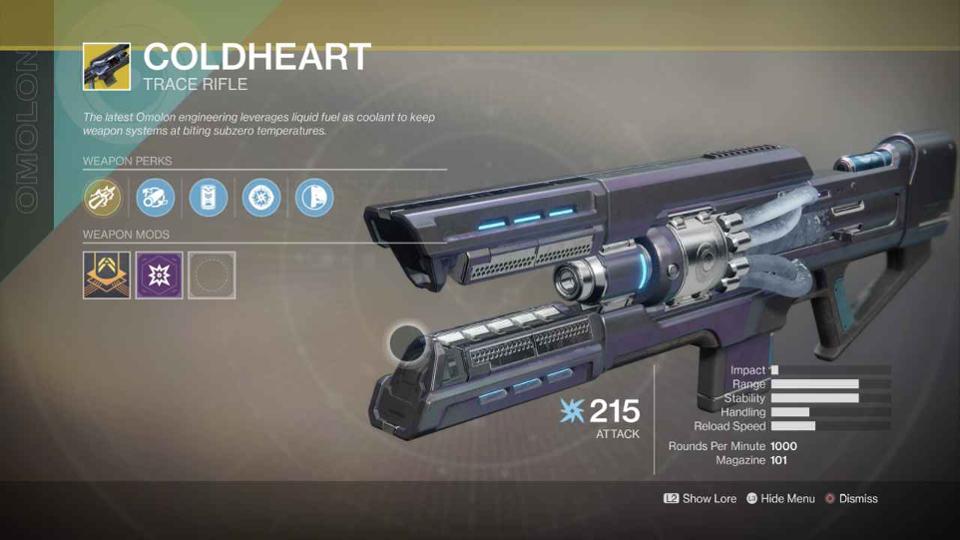 OMOLON
COLDHEART
TRACE RIFLE
The latest Omolon engineering leverages liquid fuel as coolant to keep
weapon systems at biting subzero temperatures.
WEAPON PERKS
WEAPON MODS
215
ATTACK
Impact
Range
Stability
Handling
Reload Speed
Rounds Per Minute 1000
Magazine 101
L2 Show Lore Hide Menu Dismiss